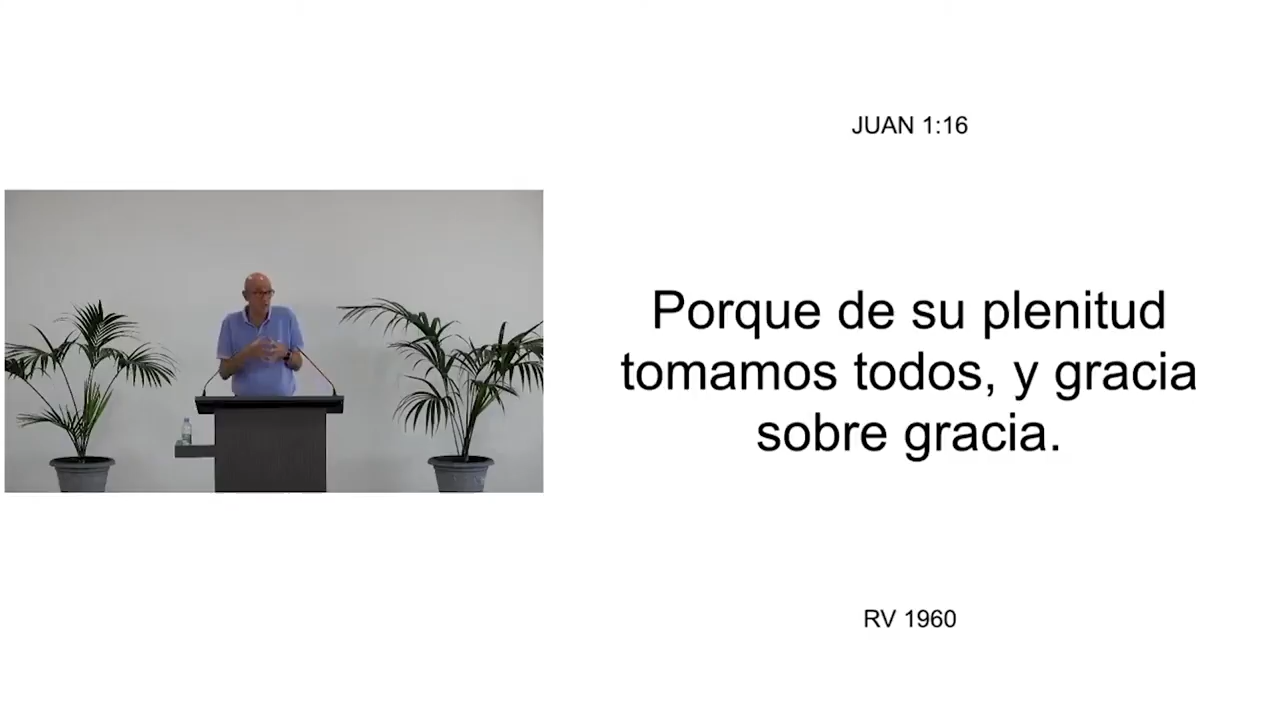 JUAN 1:16
Porque de su plenitud
tomamos todos, y gracia
sobre gracia.
RV 1960